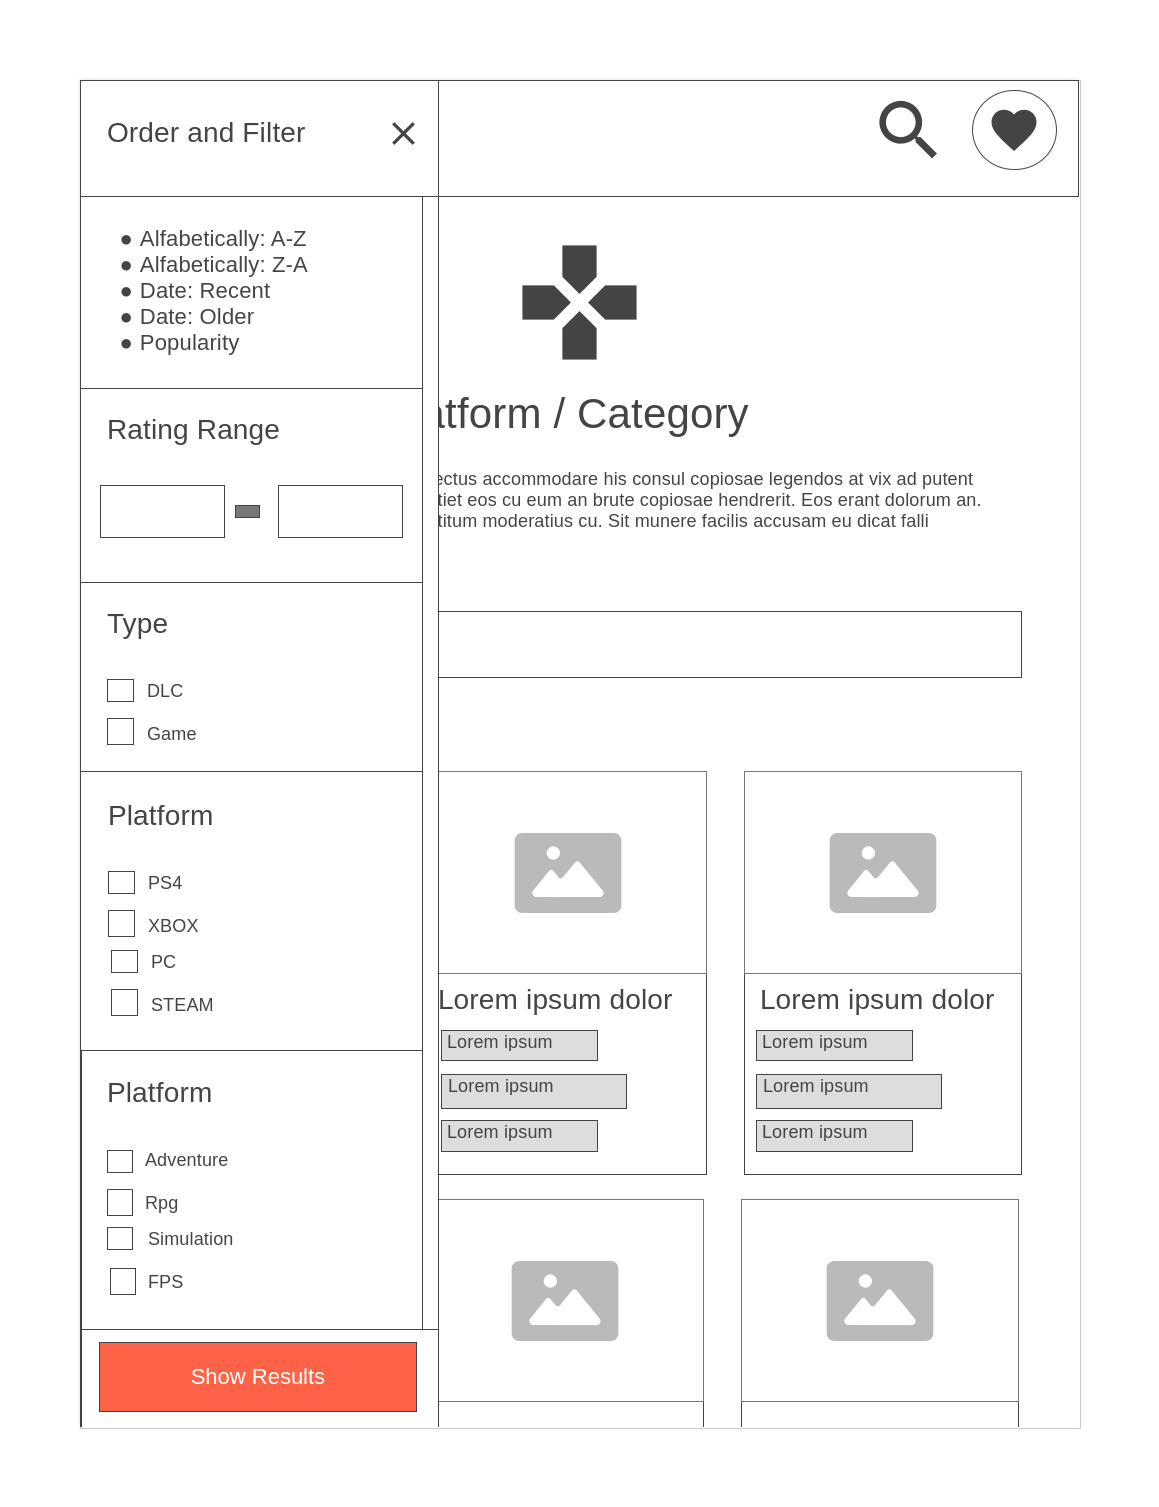 Order and Filter
● Alfabetically: A-Z
● Alfabetically: Z-A
● Date: Recent
● Date: Older
● Popularity
Rating Range
Type
DLC
Game
Platform
PS4
XBOX
PC
STEAM
Platform
Adventure
Rpg
Simulation
FPS
Show Results
atform / Category
ectus accommodare his consul copiosae legendos at vix ad putent
tiet eos cu eum an brute copiosae hendrerit. Eos erant dolorum an.
titum moderatius cu. Sit munere facilis accusam eu dicat falli
Lorem ipsum dolor
Lorem ipsum
Lorem ipsum
Lorem ipsum
Lorem ipsum dolor
Lorem ipsum
Lorem ipsum
Lorem ipsum